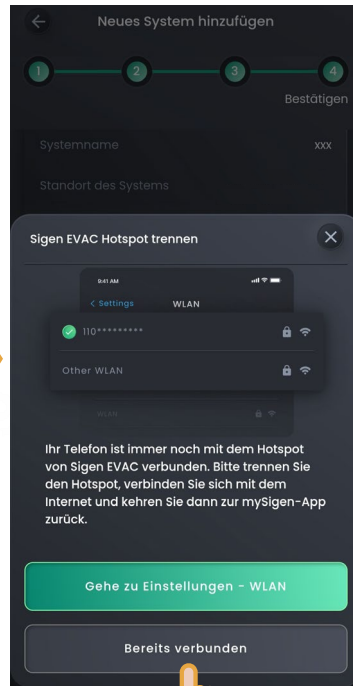 Neues System hinzufügen
1 2 3 4
Bestätigen
Systemname xxx
Standort des Systems
Sigen EVAC Hotspot trennen
9:41 AM
Settings WLAN
110*********
Other WLAN
WLAN
Ihr Telefon ist immer noch mit dem Hotspot
von Sigen EVAC verbunden. Bitte trennen Sie
den Hotspot, verbinden Sie sich mit dem
Internet und kehren Sie dann zur mySigen-App
zurück.
Gehe zu Einstellungen - WLAN
Bereits verbunden